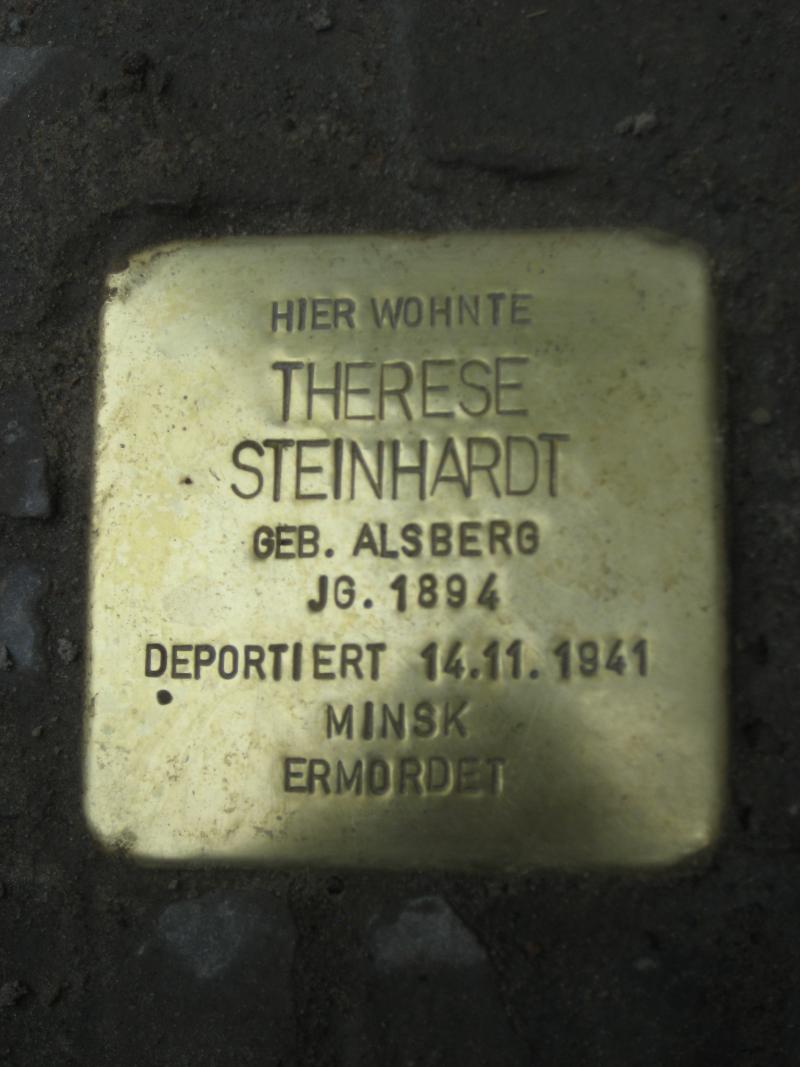 HIER WOHNTE
THERESE
STEINHARDT
GEB. ALSBERG
JG. 1894
DEPORTIERT 14.11.1941
MINSK
ERMORDET